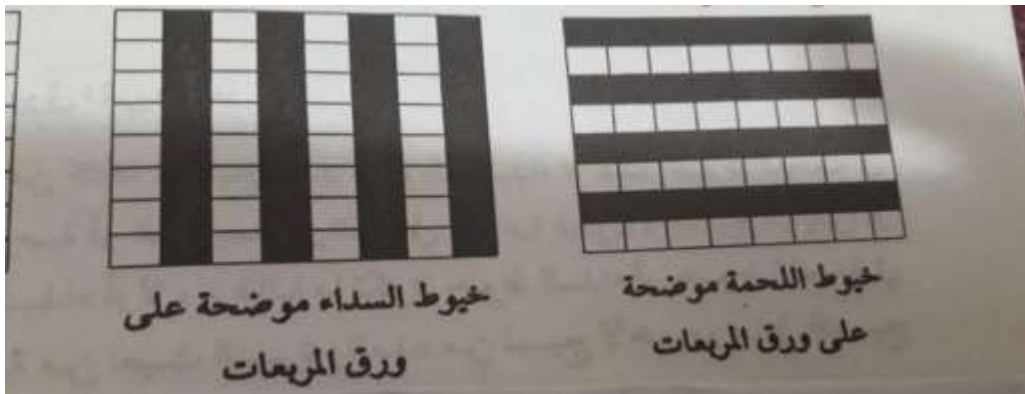 خيوط اللحمة موضحة
على ورق المربعات
خيوط السداء موضحة على
ورق المربعات